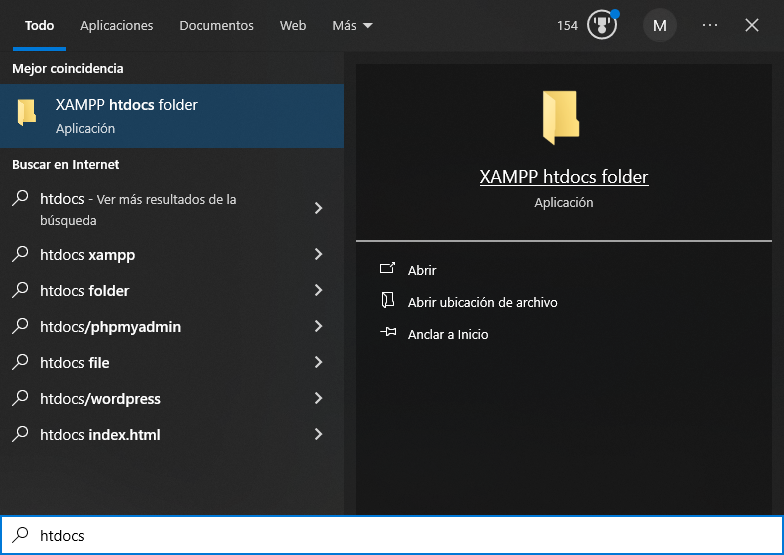 Todo Aplicaciones Documentos Web Más 154 M ...
Mejor coincidencia
XAMPP htdocs folder
Aplicación
Buscar en Internet
htdocs - Ver más resultados de la
búsqueda
htdocs xampp
htdocs folder
htdocs/phpmyadmin
htdocs file
htdocs/wordpress
htdocs index.html
XAMPP htdocs folder
Aplicación
Abrir
Abrir ubicación de archivo
Anclar a Inicio
htdocs